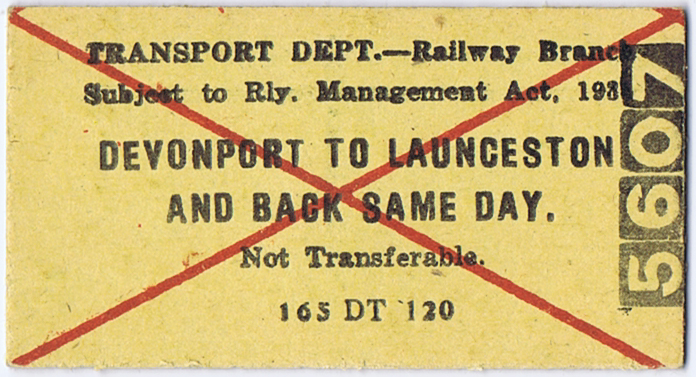 TRANSPORT DEPT.—Railway Branch
Subject to Rly. Management Act,
DEVONPORT TO LAUNCESTON
AND BACK SAME DAY.
Not Transferable.
165 DT 120
5607